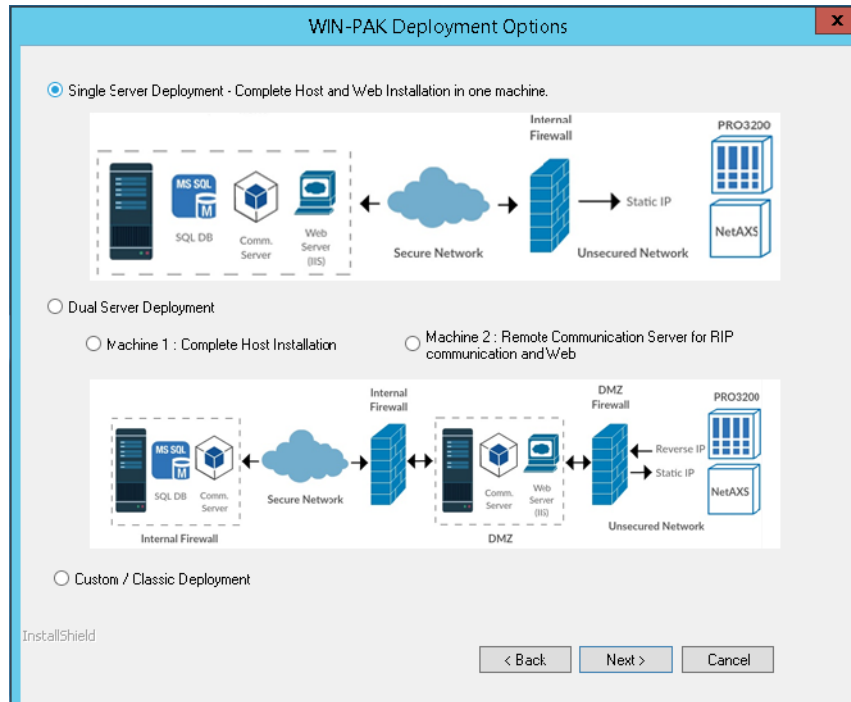 WIN-PAK Deployment Options
x
Single Server Deployment - Complete Host and Web Installation in one machine.
Internal
Firewall
PRO3200
MS SQL
M
SQL DB
Comm.
Server
Web
Server
(IIS)
Secure Network
Static IP
Unsecured Network
NetAXS
Dual Server Deployment
Machine 1 : Complete Host Installation
Machine 2 : Remote Communication Server for RIP
communication and Web
Internal
Firewall
DMZ
Firewall
PRO3200
MS SQL
M
SQL DB
Comm.
Server
Secure Network
Comm.
Server
Web
Server
(IIS)
Reverse IP
Static IP
NetAXS
Unsecured Network
Internal Firewall
DMZ
Custom / Classic Deployment
InstallShield
< Back
Next >
Cancel